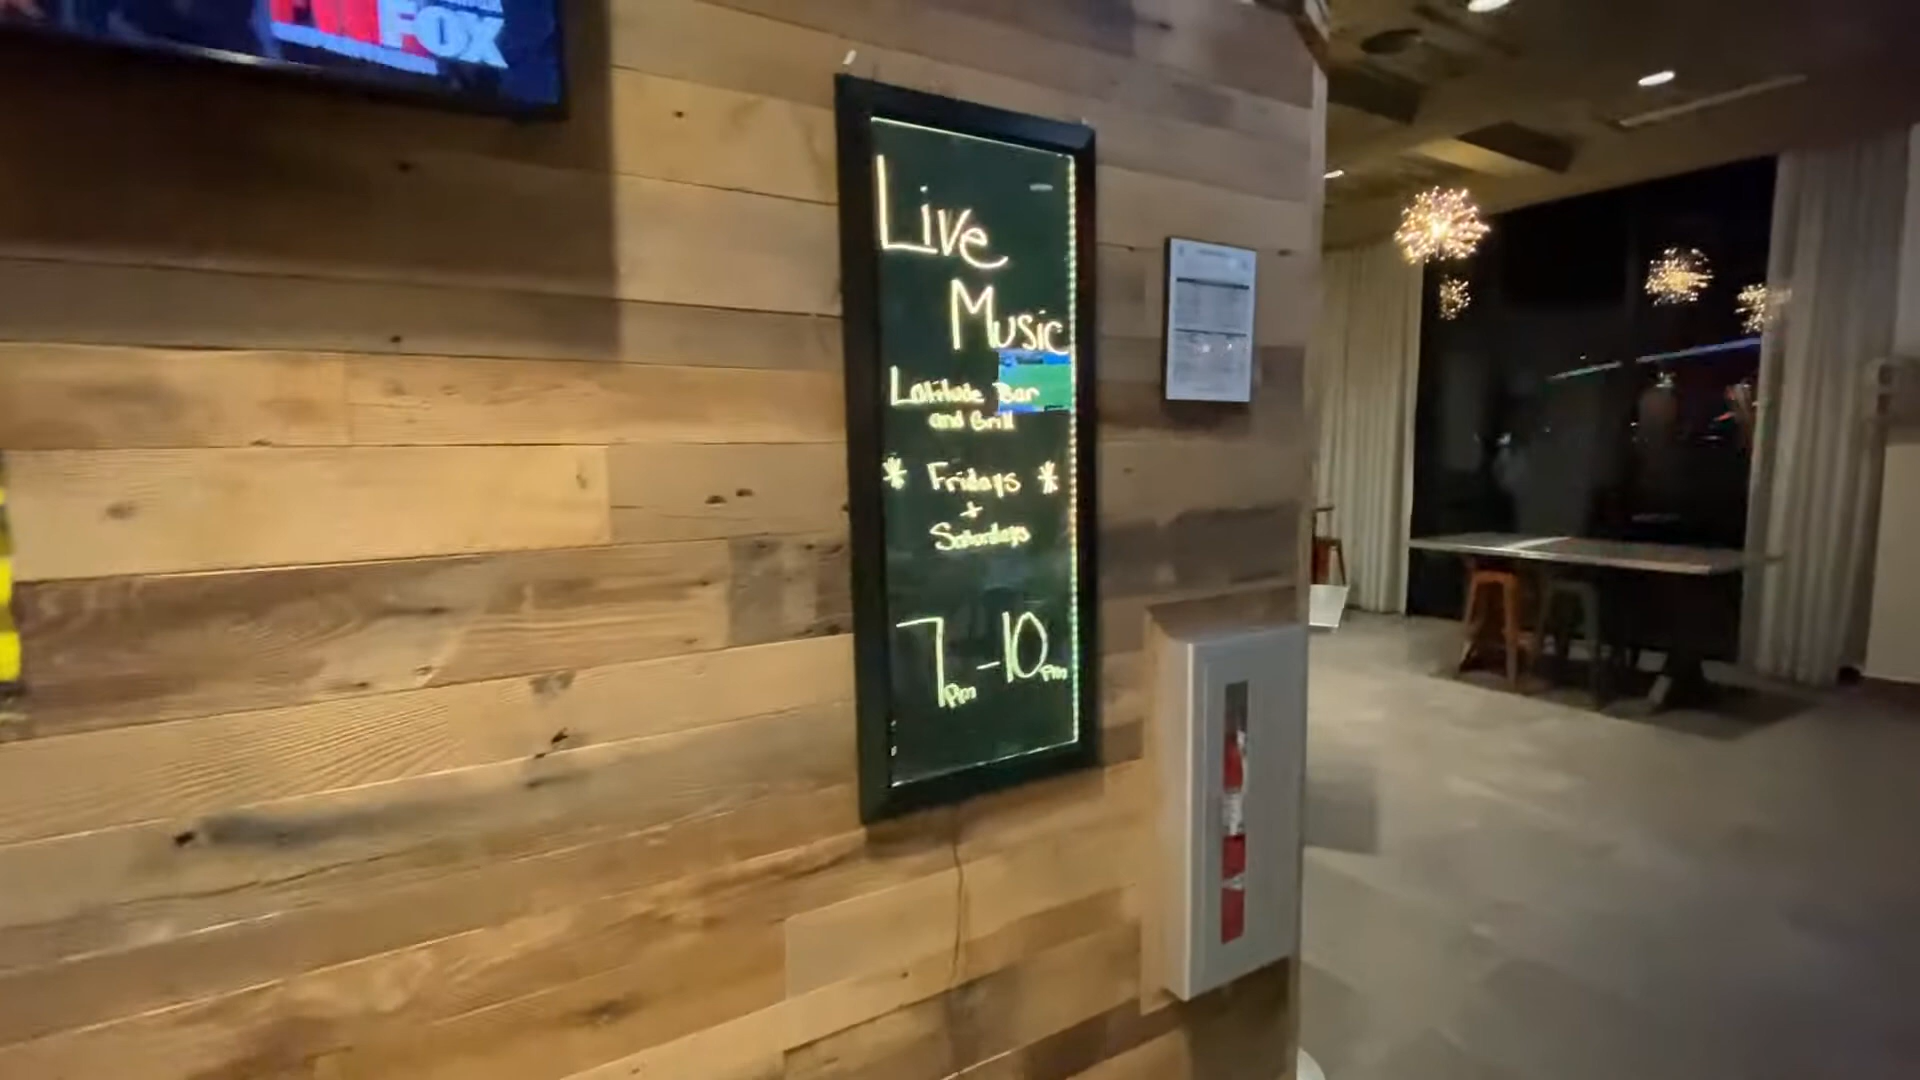 FOX
Live
Music
Latitude Bar
and Grill
* Fridays *
+
Saturdays
7pm - 10pm